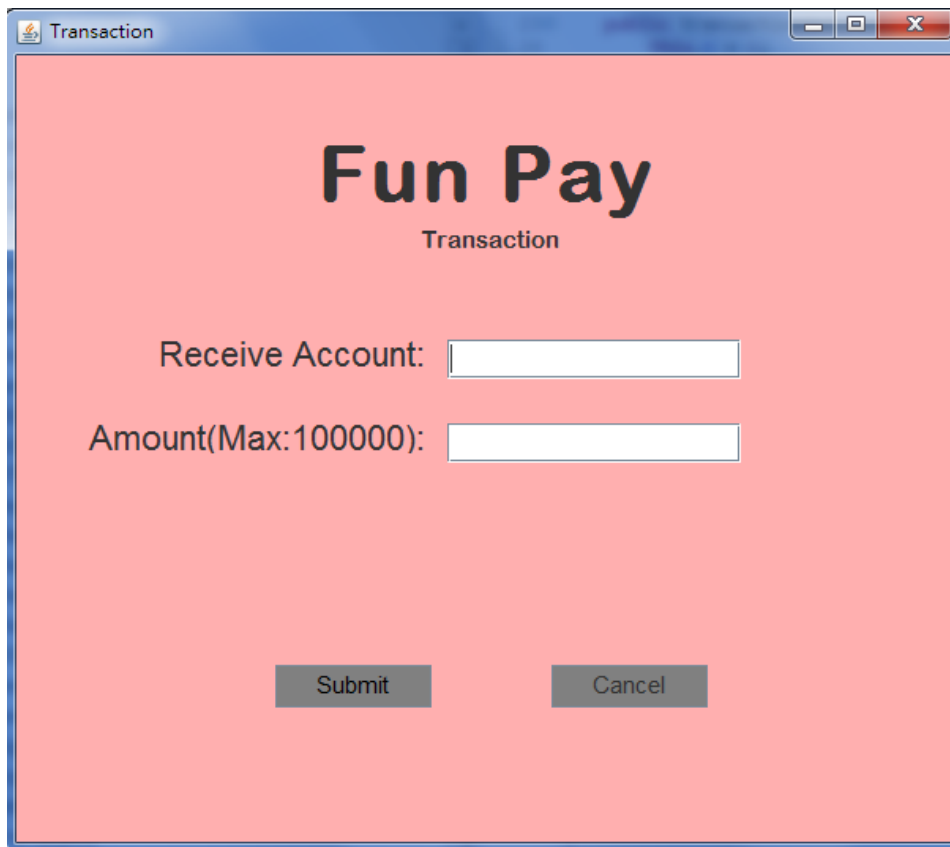 Transaction
Fun Pay
Transaction
Receive Account:
Amount(Max:100000):
Submit
Cancel